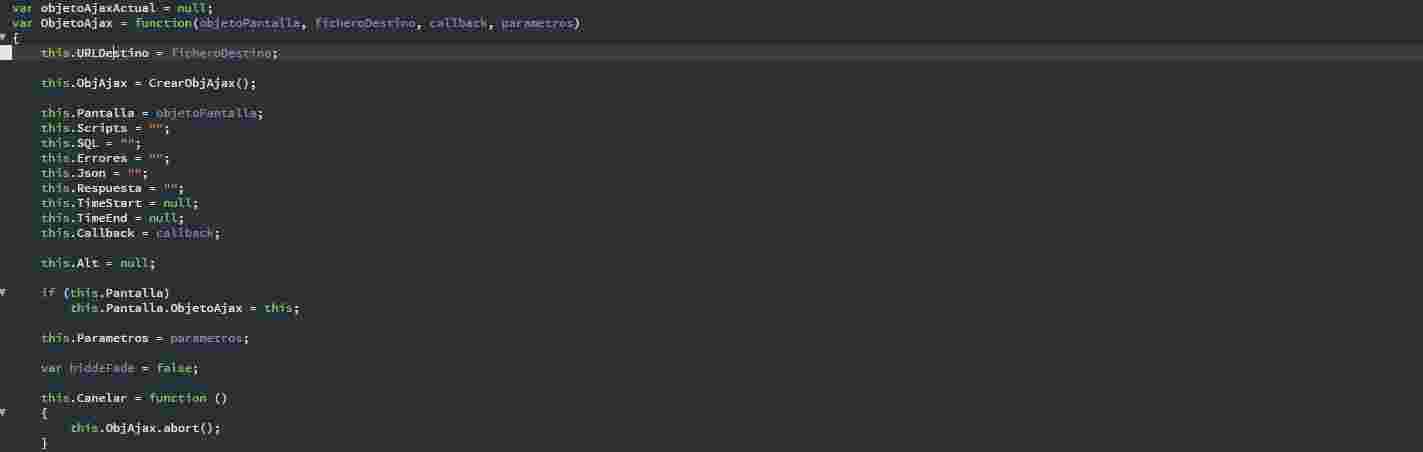 var objetoAjaxActual = null;
var ObjetoAjax = function(objetoPantalla, ficheroDestino, callback, parametros)
{
this.URLDestino = ficheroDestino;
this.ObjAjax = CrearObjAjax();
this.Pantalla = objetoPantalla;
this.Scripts = "";
this.SQL = "";
this.Errores = "";
this.Json = "";
this.Respuesta = "";
this.TimeStart = null;
this.TimeEnd = null;
this.Callback = callback;
this.Alt = null;
if (this.Pantalla)
this.Pantalla.ObjetoAjax = this;
this.Parametros = parametros;
var hiddeFade = false;
this.Canelar = function ()
{
this.ObjAjax.abort();
}